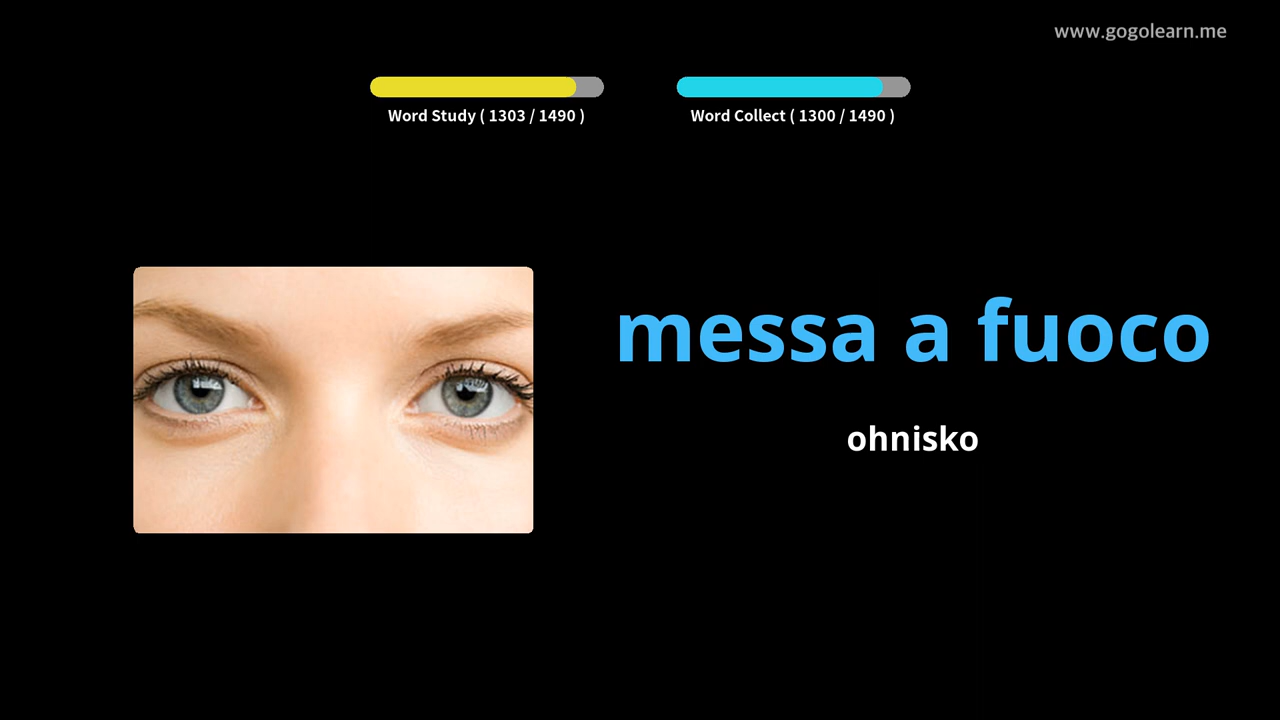 www.gogolearn.me
Word Study ( 1303 / 1490 )
Word Collect ( 1300 / 1490 )
messa a fuoco
ohnisko